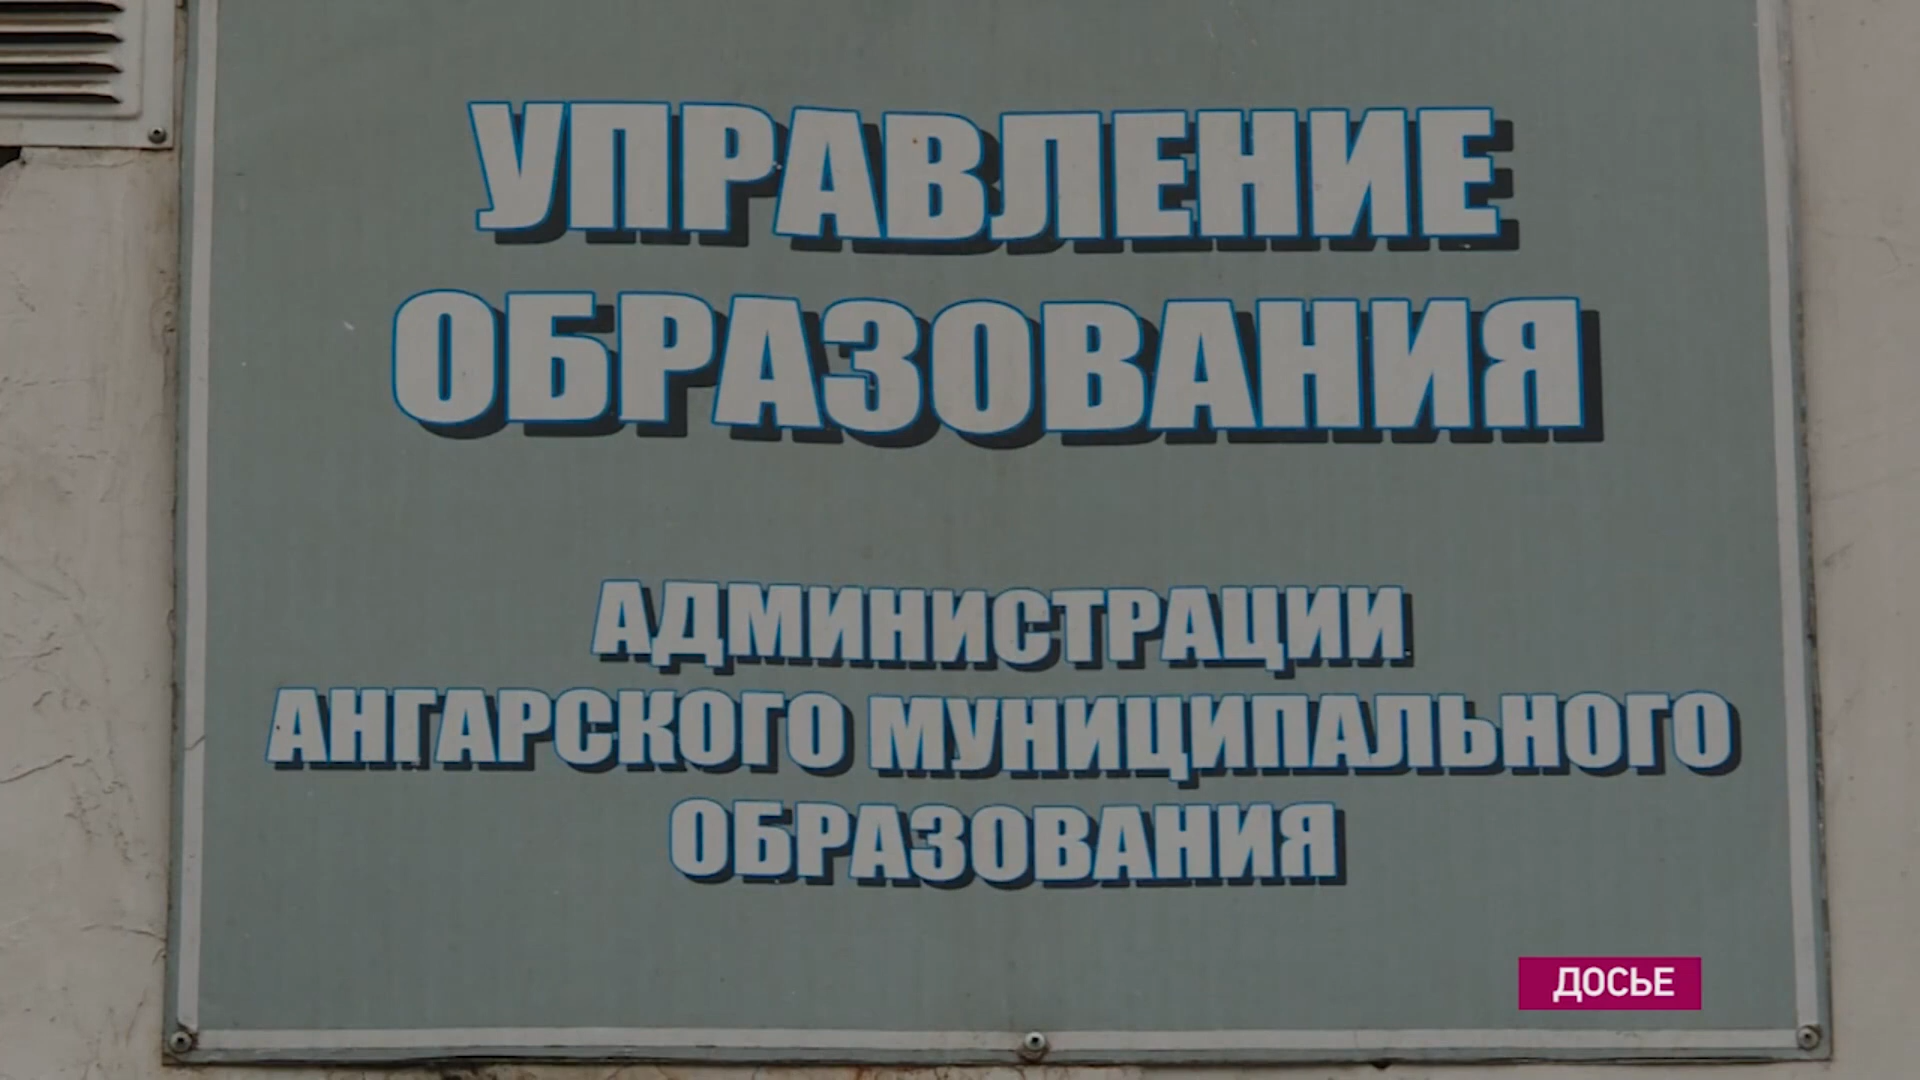 УПРАВЛЕНИЕ
ОБРАЗОВАНИЯ
АДМИНИСТРАЦИИ
АНГАРСКОГО МУНИЦИПАЛЬНОГО
ОБРАЗОВАНИЯ
ДОСЬЕ